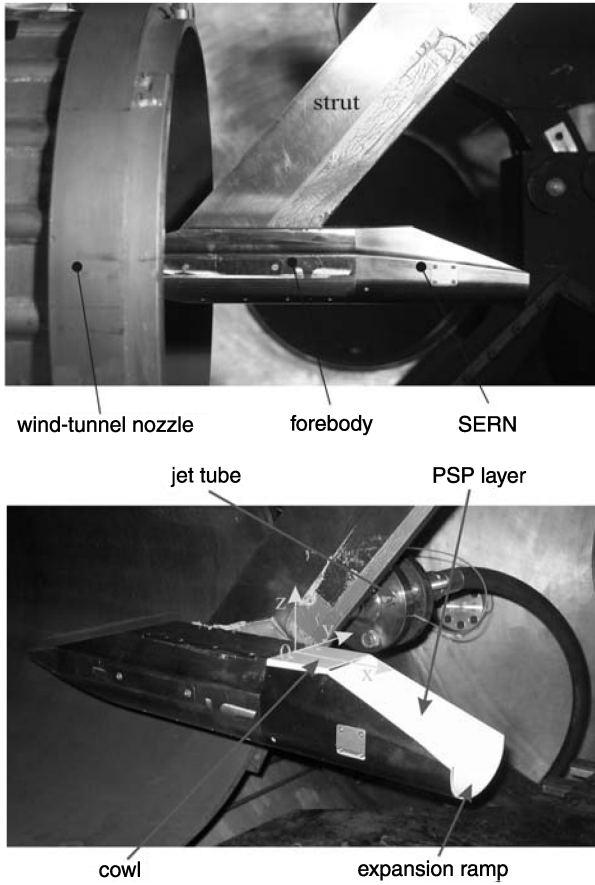 strut
wind-tunnel nozzle
forebody
SERN
jet tube
PSP layer
Z
Y
0
X
cowl
expansion ramp